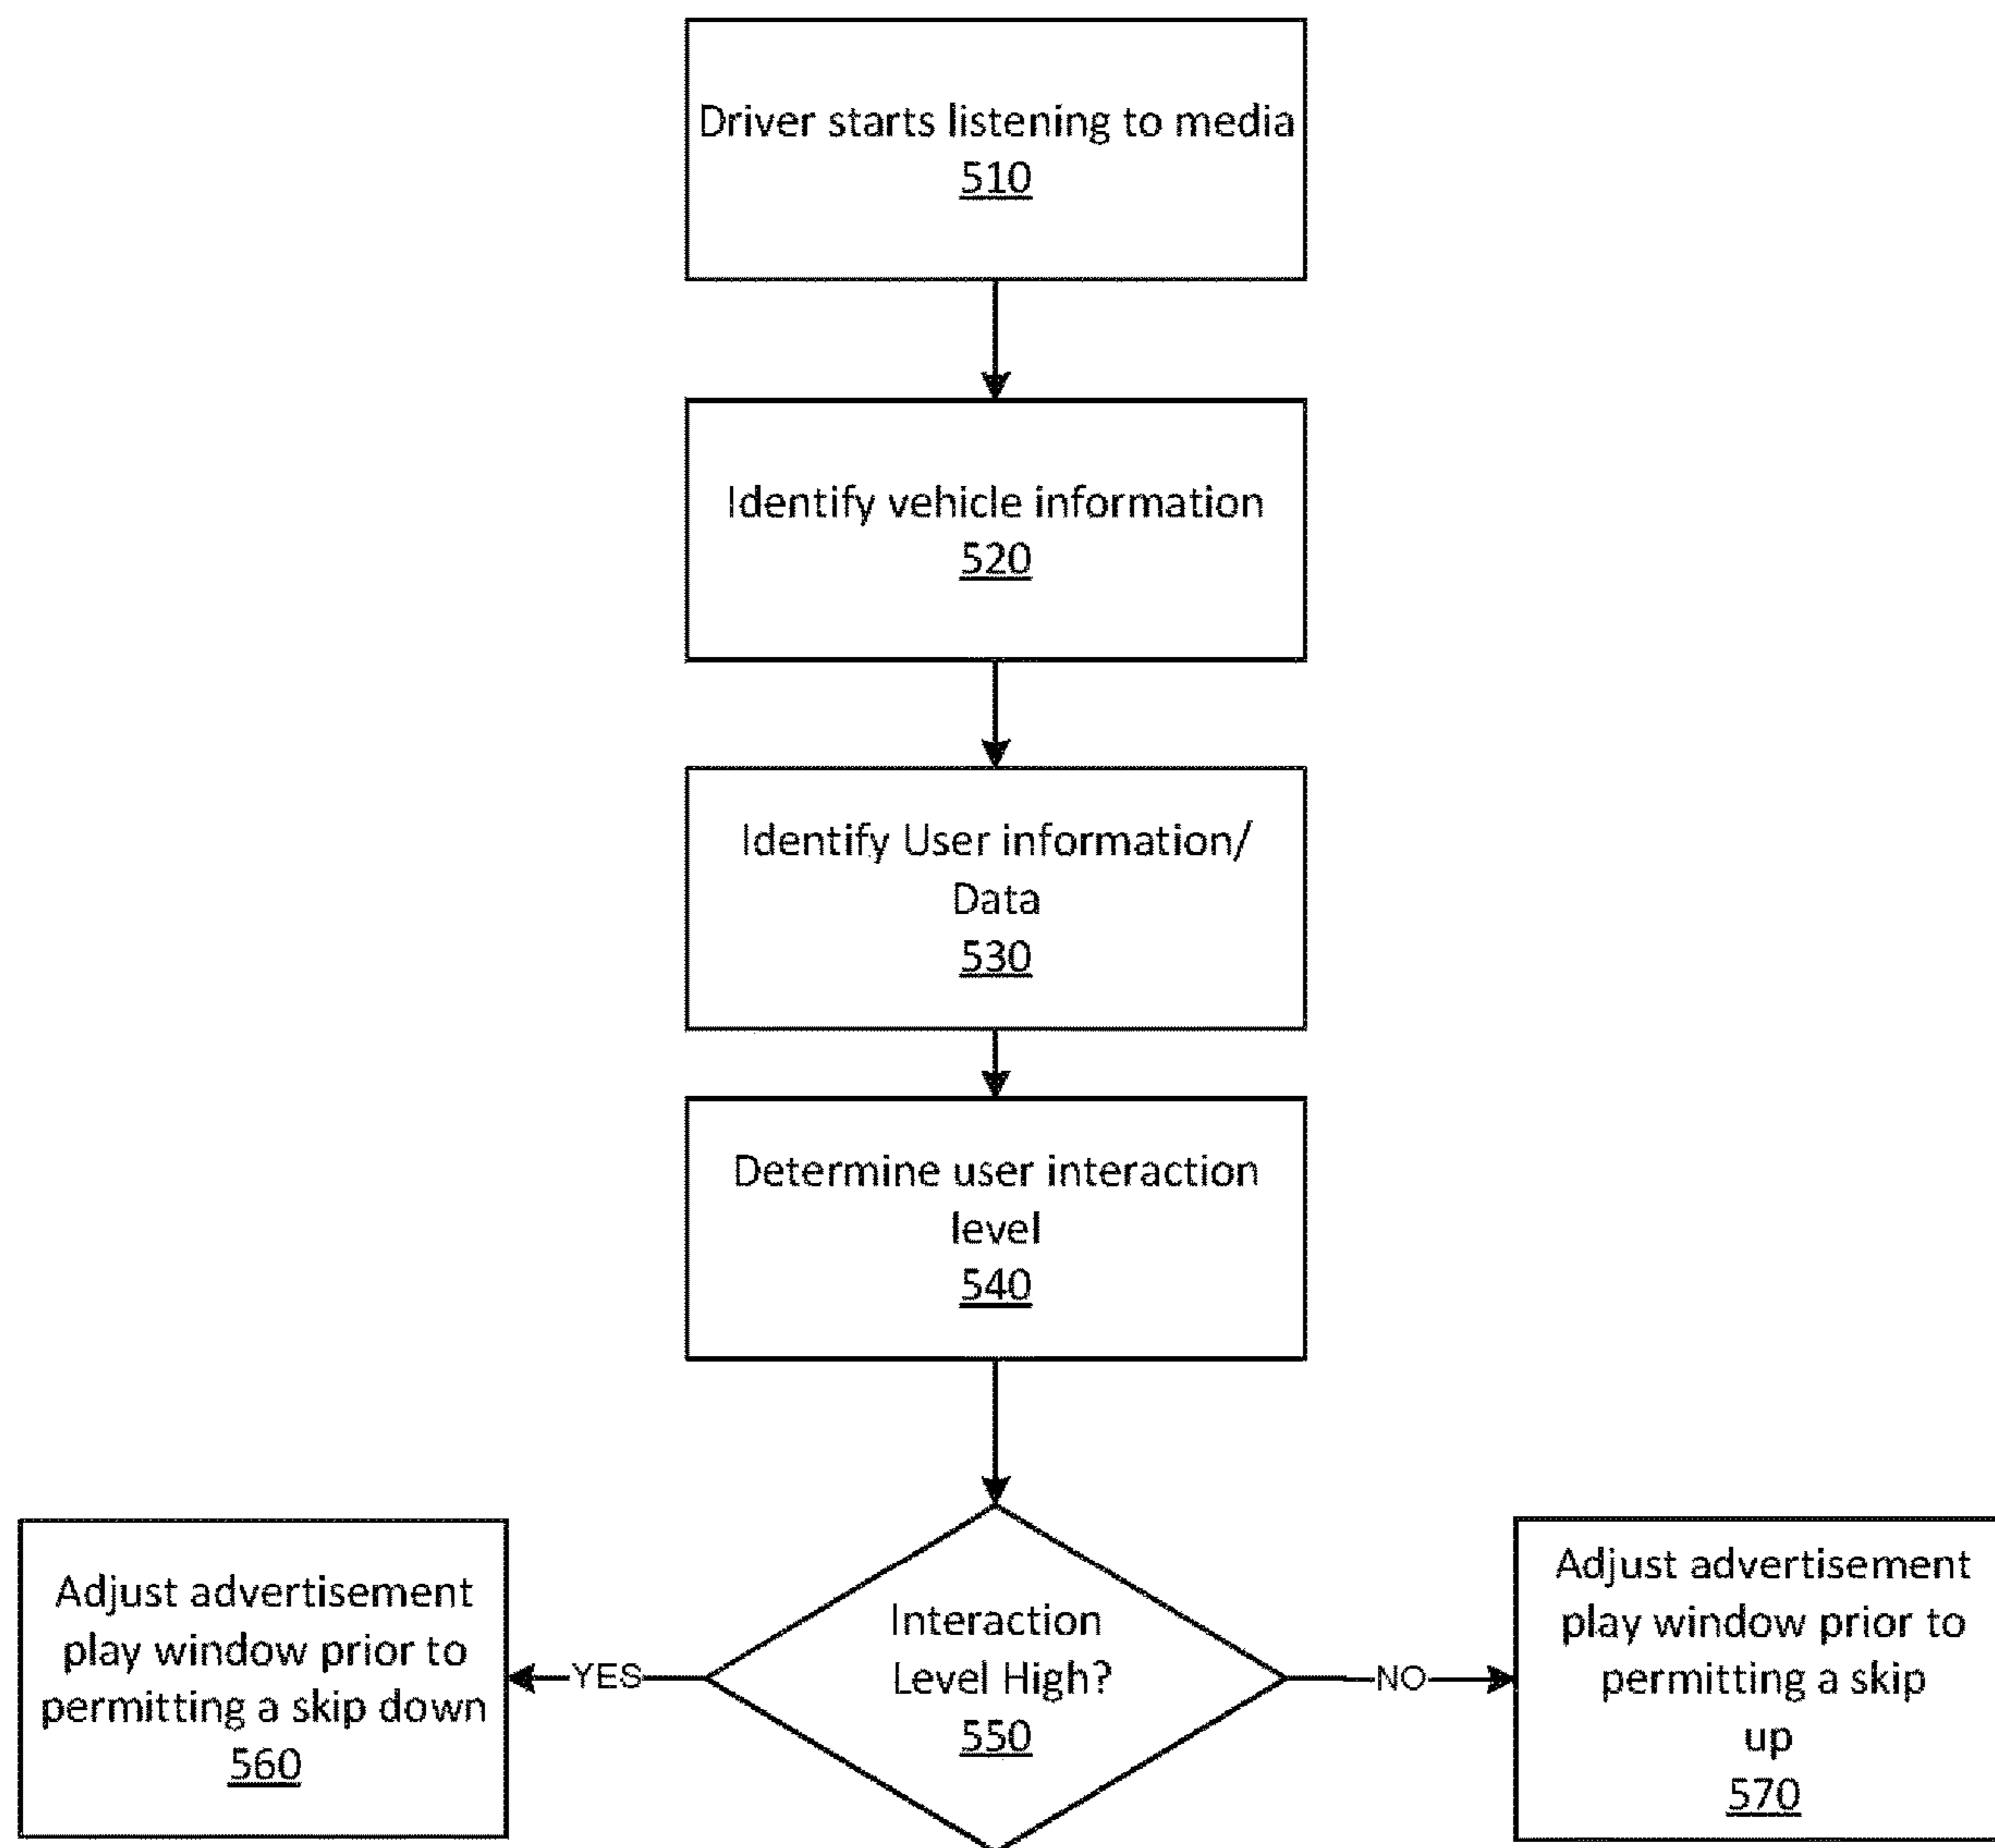 Driver starts listening to media
510
Identify vehicle information
520
Identify User information/
Data
530
Determine user interaction
level
540
Interaction
Level High?
550
YES
NO
Adjust advertisement
play window prior to
permitting a skip down
560
Adjust advertisement
play window prior to
permitting a skip
up
570